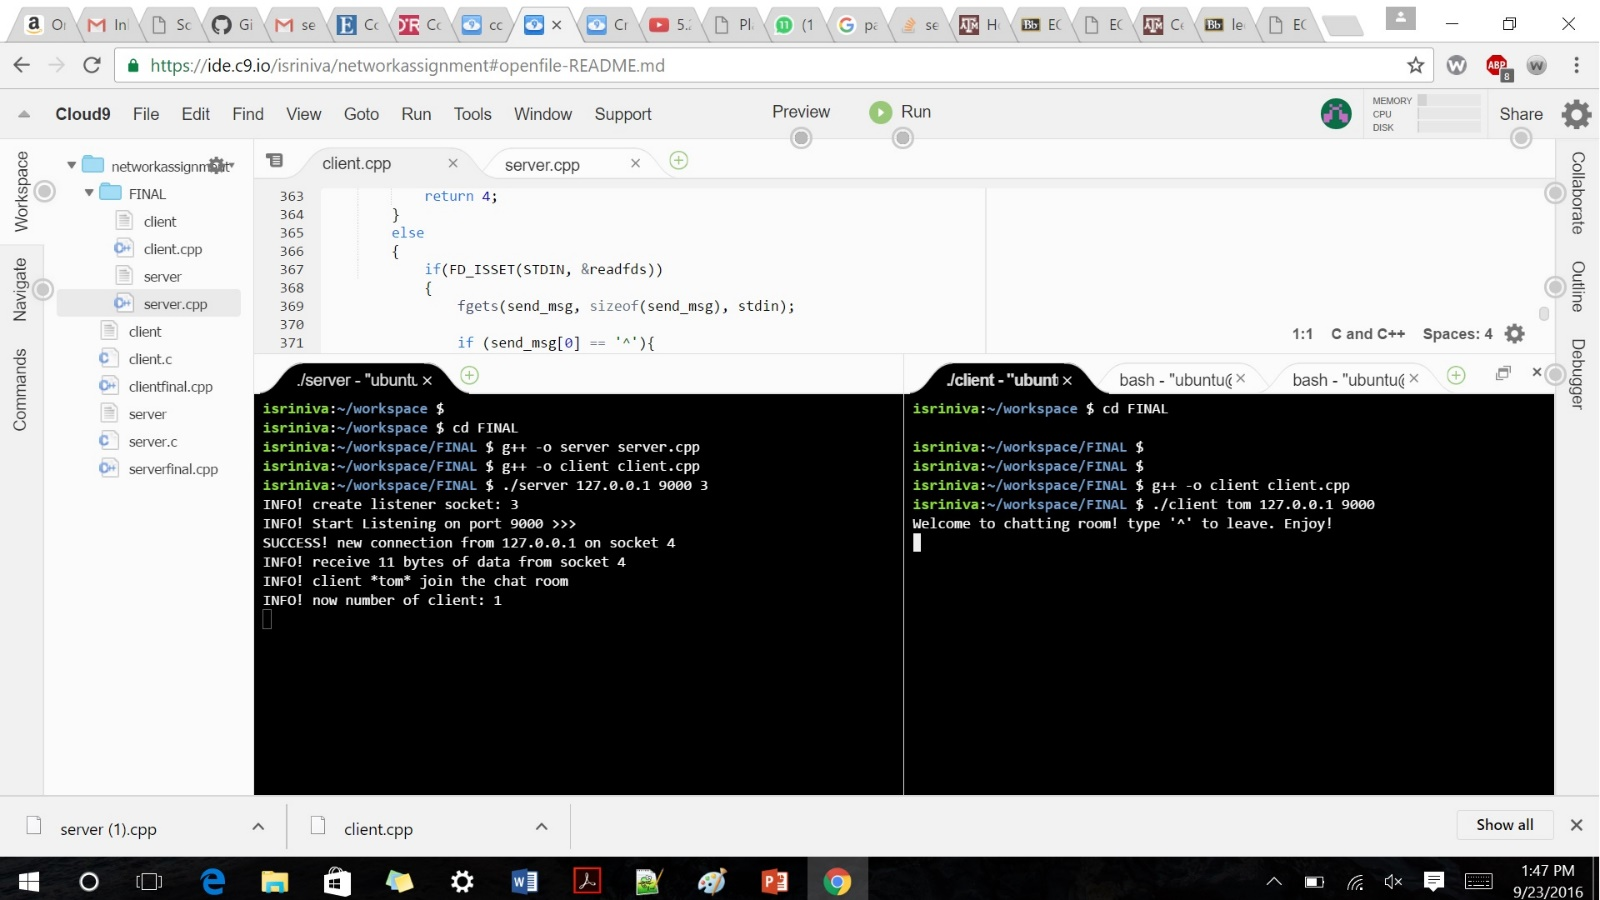 https://ide.c9.io/isriniva/networkassignment#openfile-README.md
ABP 8
Cloud9 File Edit Find View Goto Run Tools Window Support Preview Run
MEMORY
CPU
DISK
Share
Workspace
Navigate
Commands
FINAL
client
client.cpp
server
server.cpp
client
client.c
clientfinal.cpp
server
server.c
serverfinal.cpp
client.cpp server.cpp
363 return 4;
364 }
365 else
366 {
367 if(FD_ISSET(STDIN, &readfds))
368 {
369 fgets(send_msg, sizeof(send_msg), stdin);
370
371 if (send_msg[0] == '^'){
1:1 C and C++ Spaces: 4
Collaborate
Outline
Debugger
./server - "ubuntu
isriniva:~/workspace $
isriniva:~/workspace $ cd FINAL
isriniva:~/workspace/FINAL $ g++ -o server server.cpp
isriniva:~/workspace/FINAL $ g++ -o client client.cpp
isriniva:~/workspace/FINAL $ ./server 127.0.0.1 9000 3
INFO! create listener socket: 3
INFO! Start Listening on port 9000 >>>
SUCCESS! new connection from 127.0.0.1 on socket 4
INFO! receive 11 bytes of data from socket 4
INFO! client *tom* join the chat room
INFO! now number of client: 1
./client - "ubunt bash - "ubuntu@ bash - "ubuntu@
isriniva:~/workspace $ cd FINAL
isriniva:~/workspace/FINAL $
isriniva:~/workspace/FINAL $
isriniva:~/workspace/FINAL $ g++ -o client client.cpp
isriniva:~/workspace/FINAL $ ./client tom 127.0.0.1 9000
Welcome to chatting room! type '^' to leave. Enjoy!
server (1).cpp client.cpp Show all
1:47 PM
9/23/2016